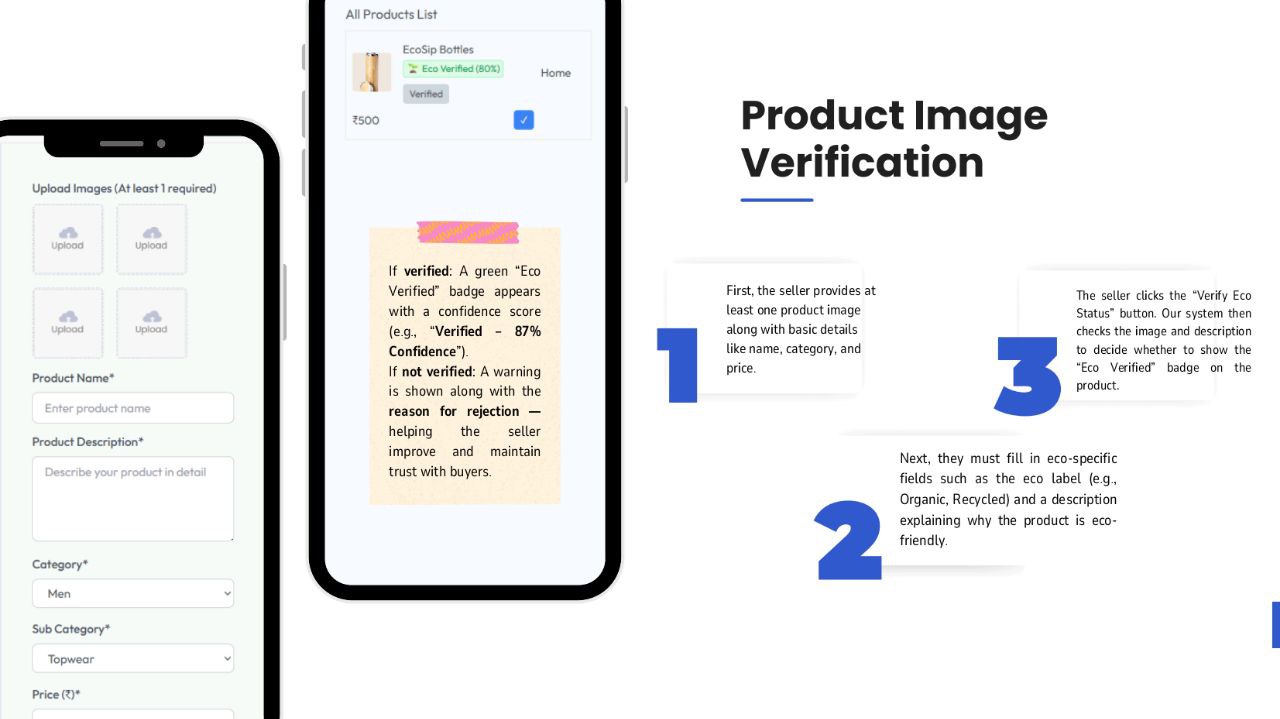 Upload Images (At least 1 required)
Upload
Upload
Upload
Upload
Product Name*
Enter product name
Product Description*
Describe your product in detail
Category*
Men
Sub Category*
Topwear
Price (₹)*
All Products List
EcoSip Bottles
Eco Verified (80%)
Home
Verified
₹500
If verified: A green “Eco
Verified” badge appears
with a confidence score
(e.g., “Verified – 87%
Confidence”).
If not verified: A warning
is shown along with the
reason for rejection —
helping the seller
improve and maintain
trust with buyers.
Product Image
Verification
1
First, the seller provides at
least one product image
along with basic details
like name, category, and
price.
2
Next, they must fill in eco-specific
fields such as the eco label (e.g.,
Organic, Recycled) and a description
explaining why the product is eco-
friendly.
3
The seller clicks the “Verify Eco
Status” button. Our system then
checks the image and description
to decide whether to show the
“Eco Verified” badge on the
product.